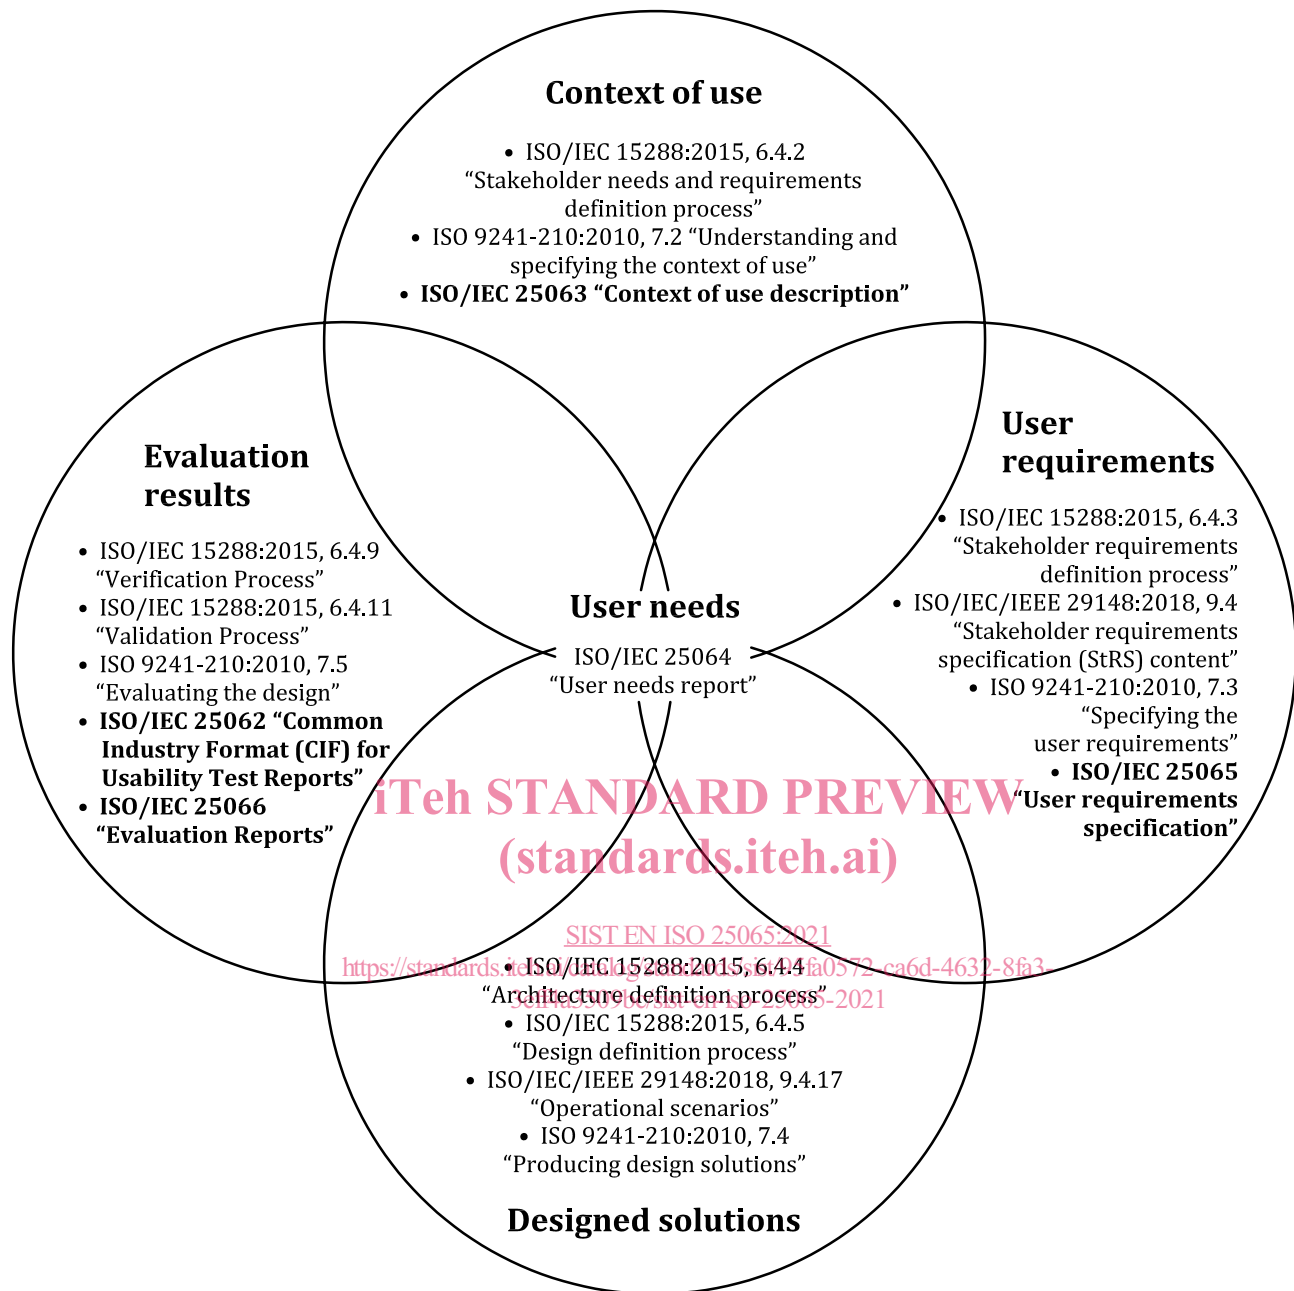 Context of use
• ISO/IEC 15288:2015, 6.4.2
“Stakeholder needs and requirements
definition process”
• ISO 9241-210:2010, 7.2 “Understanding and
specifying the context of use”
• ISO/IEC 25063 “Context of use description”
Evaluation
results
• ISO/IEC 15288:2015, 6.4.9
“Verification Process”
• ISO/IEC 15288:2015, 6.4.11
“Validation Process”
• ISO 9241-210:2010, 7.5
“Evaluating the design”
• ISO/IEC 25062 “Common
Industry Format (CIF) for
Usability Test Reports”
• ISO/IEC 25066
“Evaluation Reports”
User needs
ISO/IEC 25064
“User needs report”
User
requirements
• ISO/IEC 15288:2015, 6.4.3
“Stakeholder requirements
definition process”
• ISO/IEC/IEEE 29148:2018, 9.4
“Stakeholder requirements
specification (StRS) content”
• ISO 9241-210:2010, 7.3
“Specifying the
user requirements”
• ISO/IEC 25065
“User requirements
specification”
iTeh STANDARD PREVIEW
(standards.iteh.ai)
SIST EN ISO 25065:2021
• ISO/IEC 15288:2015, 6.4.4
“Architecture definition process”
• ISO/IEC 15288:2015, 6.4.5
“Design definition process”
• ISO/IEC/IEEE 29148:2018, 9.4.17
“Operational scenarios”
• ISO 9241-210:2010, 7.4
“Producing design solutions”
Designed solutions